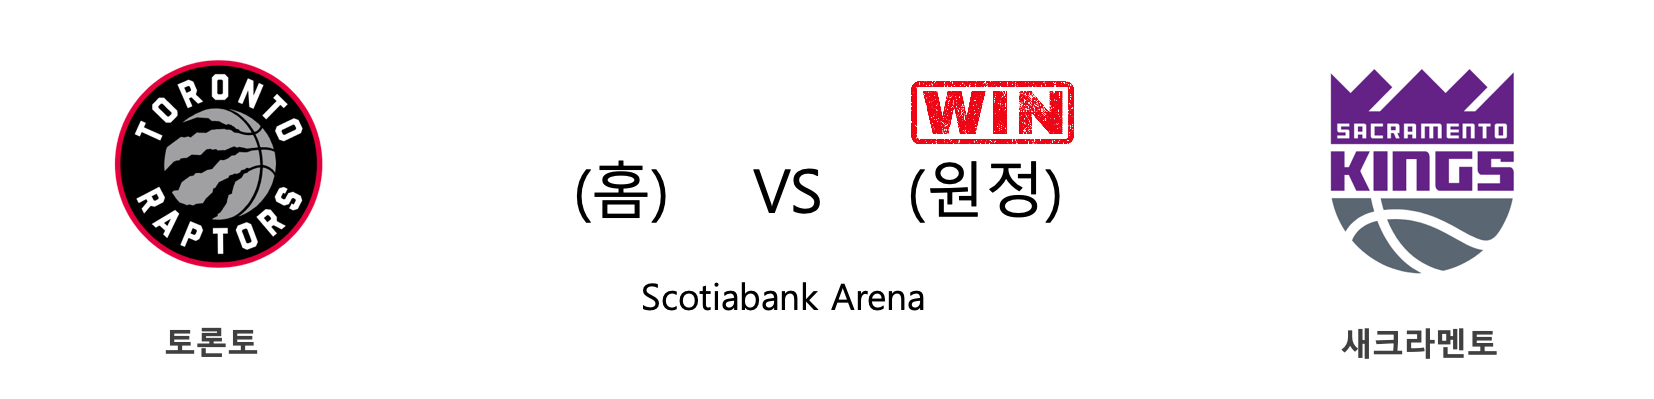 TORONTO
RAPTORS
토론토
WIN
(홈) VS (원정)
Scotiabank Arena
SACRAMENTO
KINGS
새크라멘토